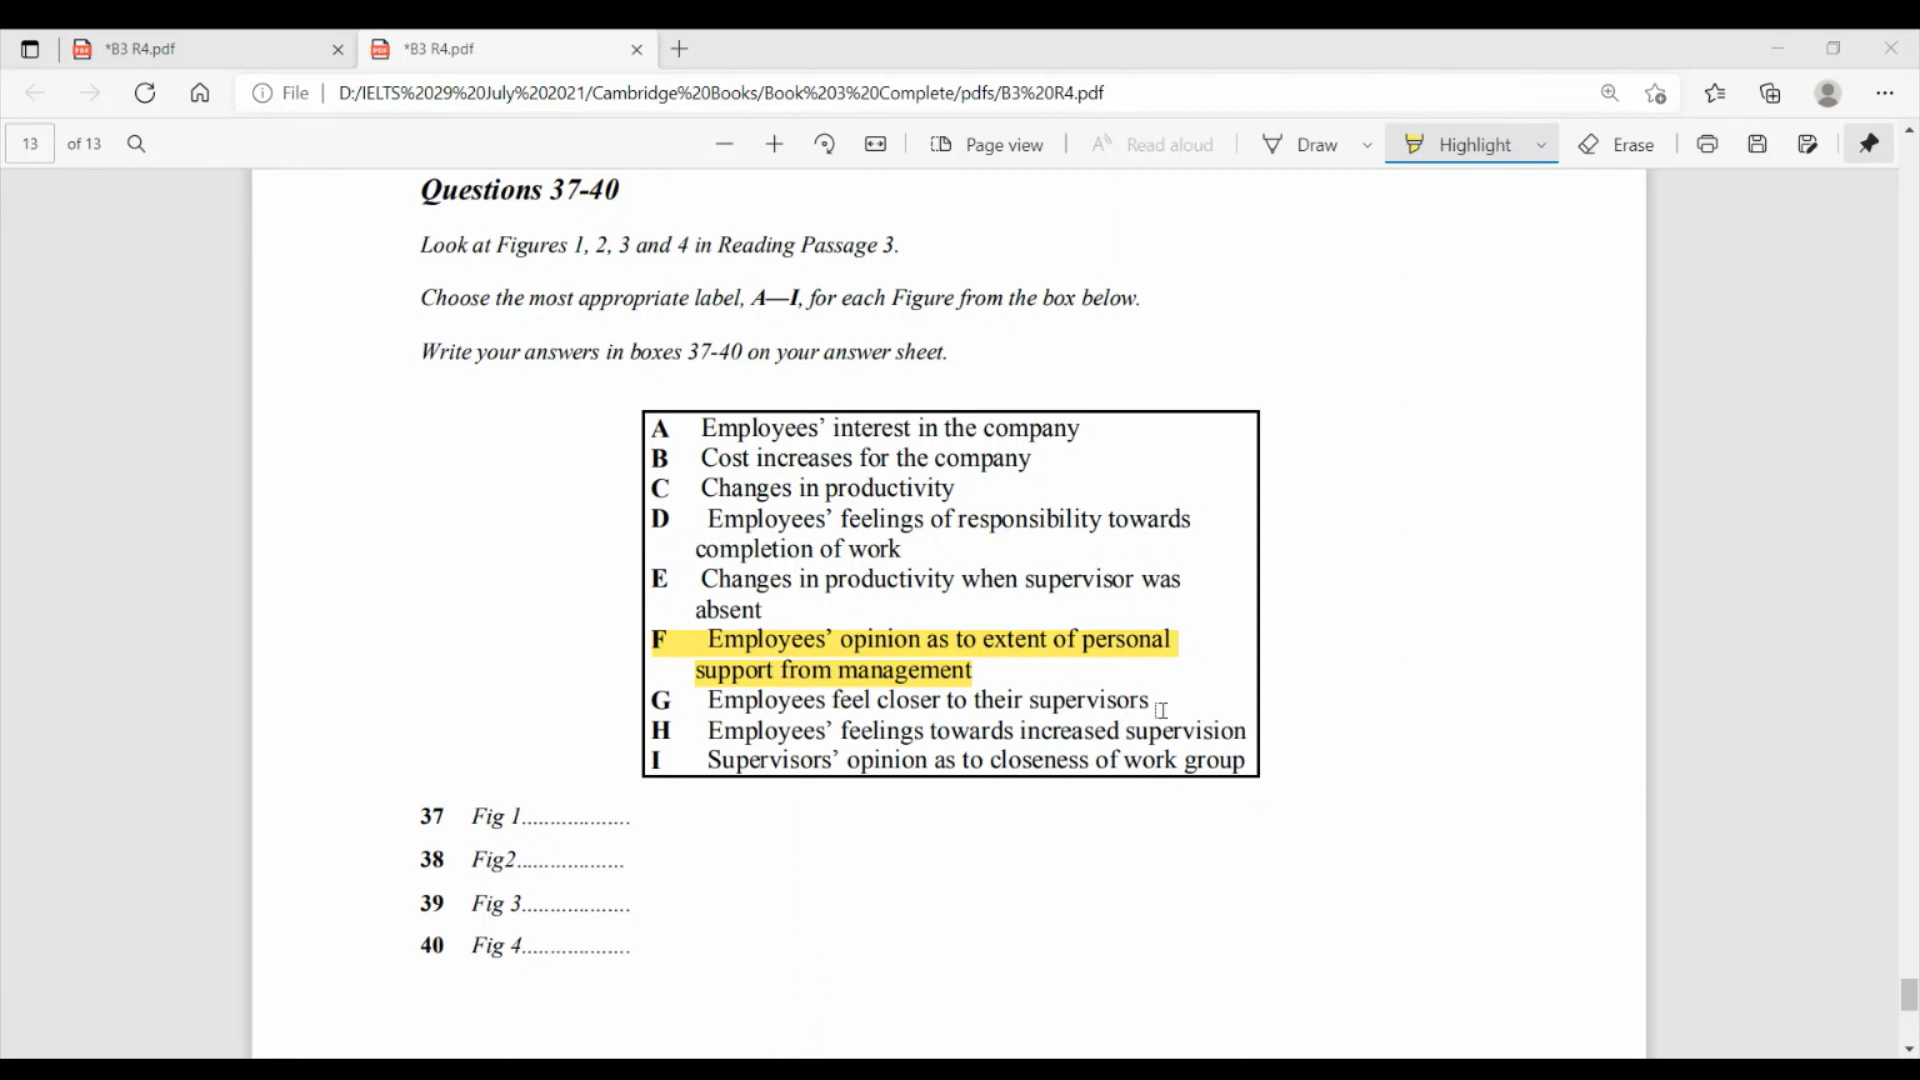 *B3 R4.pdf
*B3 R4.pdf
File
D:/IELTS%2029%20July%202021/Cambridge%20Books/Book%203%20Complete/pdfs/B3%20R4.pdf
13 of 13
Page view
Read aloud
Draw
Highlight
Erase
Questions 37-40
Look at Figures 1, 2, 3 and 4 in Reading Passage 3.
Choose the most appropriate label, A—I, for each Figure from the box below.
Write your answers in boxes 37-40 on your answer sheet.
A Employees’ interest in the company
B Cost increases for the company
C Changes in productivity
D Employees’ feelings of responsibility towards
completion of work
E Changes in productivity when supervisor was
absent
F Employees’ opinion as to extent of personal
support from management
G Employees feel closer to their supervisors
H Employees’ feelings towards increased supervision
I Supervisors’ opinion as to closeness of work group
37 Fig 1...................
38 Fig2...................
39 Fig 3...................
40 Fig 4...................